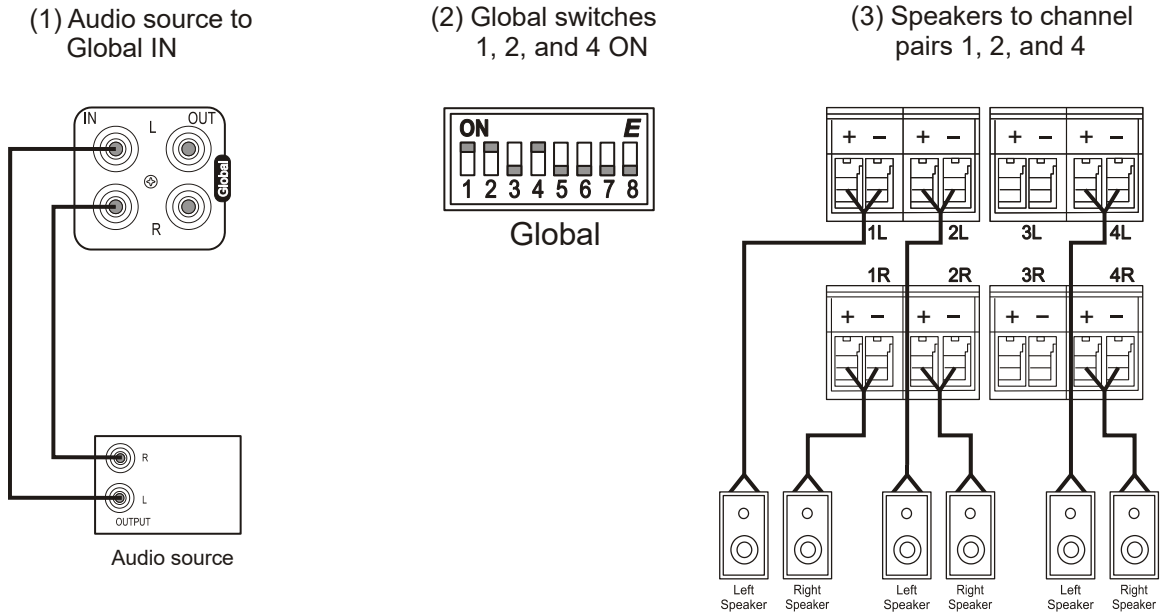 (1) Audio source to
Global IN
IN
L
OUT
Global
R
R
L
OUTPUT
Audio source
(2) Global switches
1, 2, and 4 ON
ON
E
1 2 3 4 5 6 7 8
Global
(3) Speakers to channel
pairs 1, 2, and 4
+ − + − + − + −
1L 2L 3L 4L
1R 2R 3R 4R
+ − + − + − + −
Left
Speaker
Right
Speaker
Left
Speaker
Right
Speaker
Left
Speaker
Right
Speaker